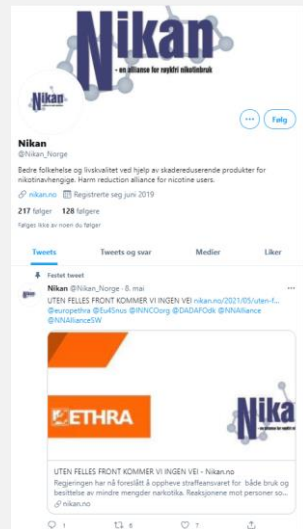 Nikan
- en allianse for røykfri nikotinbruk
Nikan
Følg
Nikan
@Nikan_Norge
Bedre folkehelse og livskvalitet ved hjelp av skadereduserende produkter for
nikotinavhengige. Harm reduction alliance for nicotine users.
nikan.no Registrerte seg juni 2019
217 følger 128 følgere
Følges ikke av noen du følger
Tweets Tweets og svar Medier Liker
Festet tweet
Nikan @Nikan_Norge · 8. mai
UTEN FELLES FRONT KOMMER VI INGEN VEI nikan.no/2021/05/uten-f...
@europethra @Eu4Snus @INNCOorg @DADAFOdk @NNAlliance
@NNAllianceSW
ETHRA
Nika
UTEN FELLES FRONT KOMMER VI INGEN VEI - Nikan.no
Regjeringen har nå foreslått å oppheve straffeansvaret for både bruk og
besittelse av mindre mengder narkotika. Reaksjonene mot personer so...
nikan.no
1 6 7